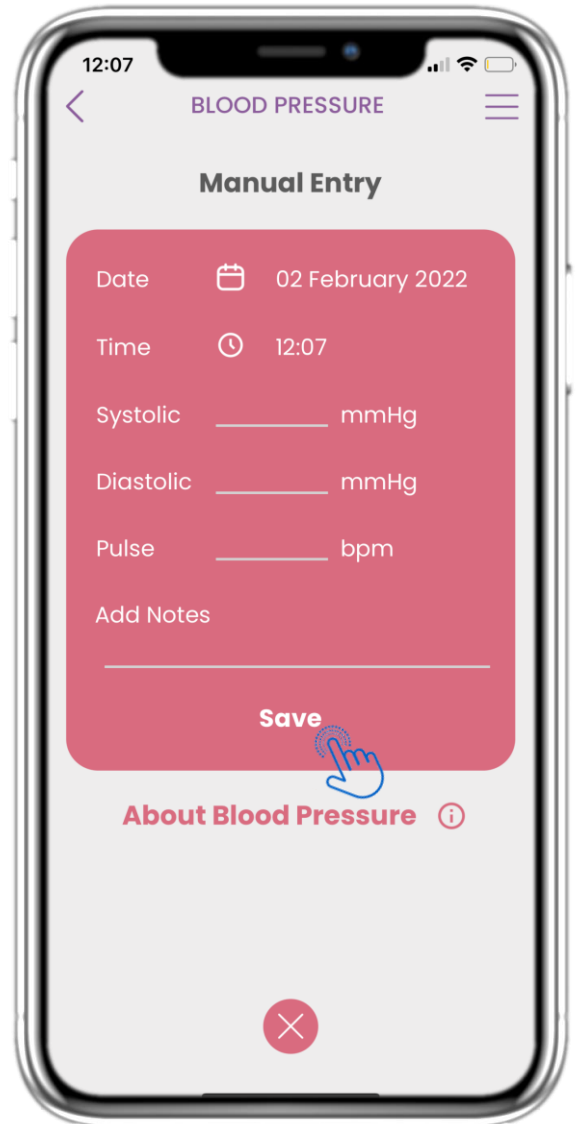 12:07
BLOOD PRESSURE
Manual Entry
Date 02 February 2022
Time 12:07
Systolic mmHg
Diastolic mmHg
Pulse bpm
Add Notes
Save
About Blood Pressure